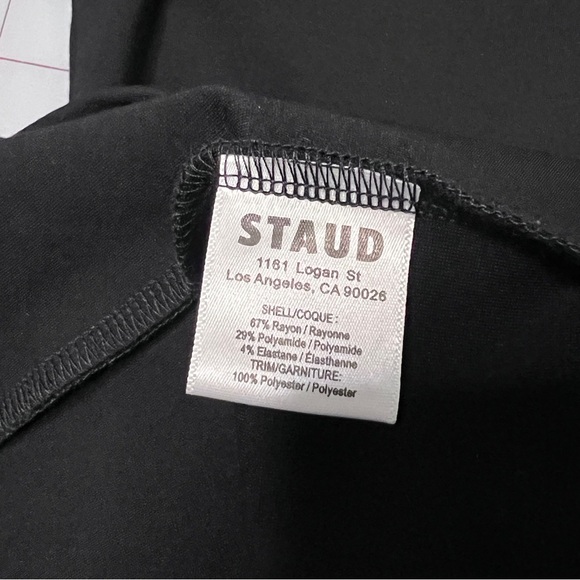 STAUD
1161 Logan St
Los Angeles, CA 90026
SHELL/COQUE :
67% Rayon / Rayonne
29% Polyamide / Polyamide
4% Elastane / Élasthanne
TRIM/GARNITURE:
100% Polyester / Polyester